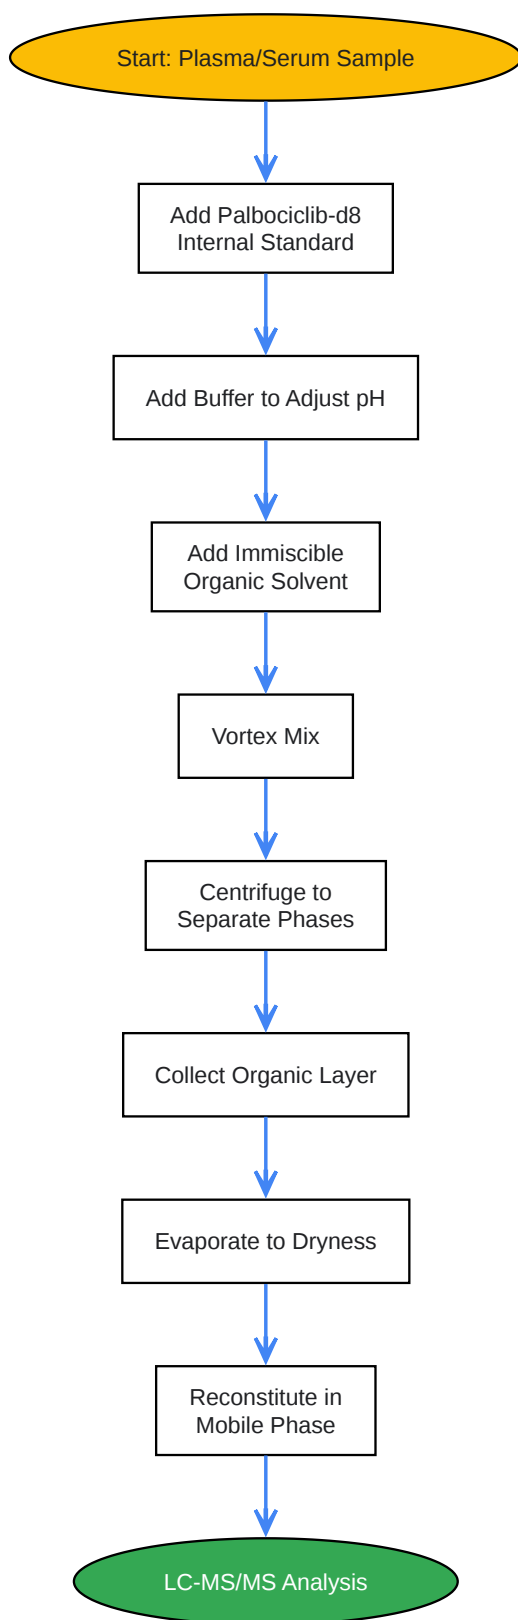 Start: Plasma/Serum Sample
Add Palbociclib-d8
Internal Standard
Add Buffer to Adjust pH
Add Immiscible
Organic Solvent
Vortex Mix
Centrifuge to
Separate Phases
Collect Organic Layer
Evaporate to Dryness
Reconstitute in
Mobile Phase
LC-MS/MS Analysis